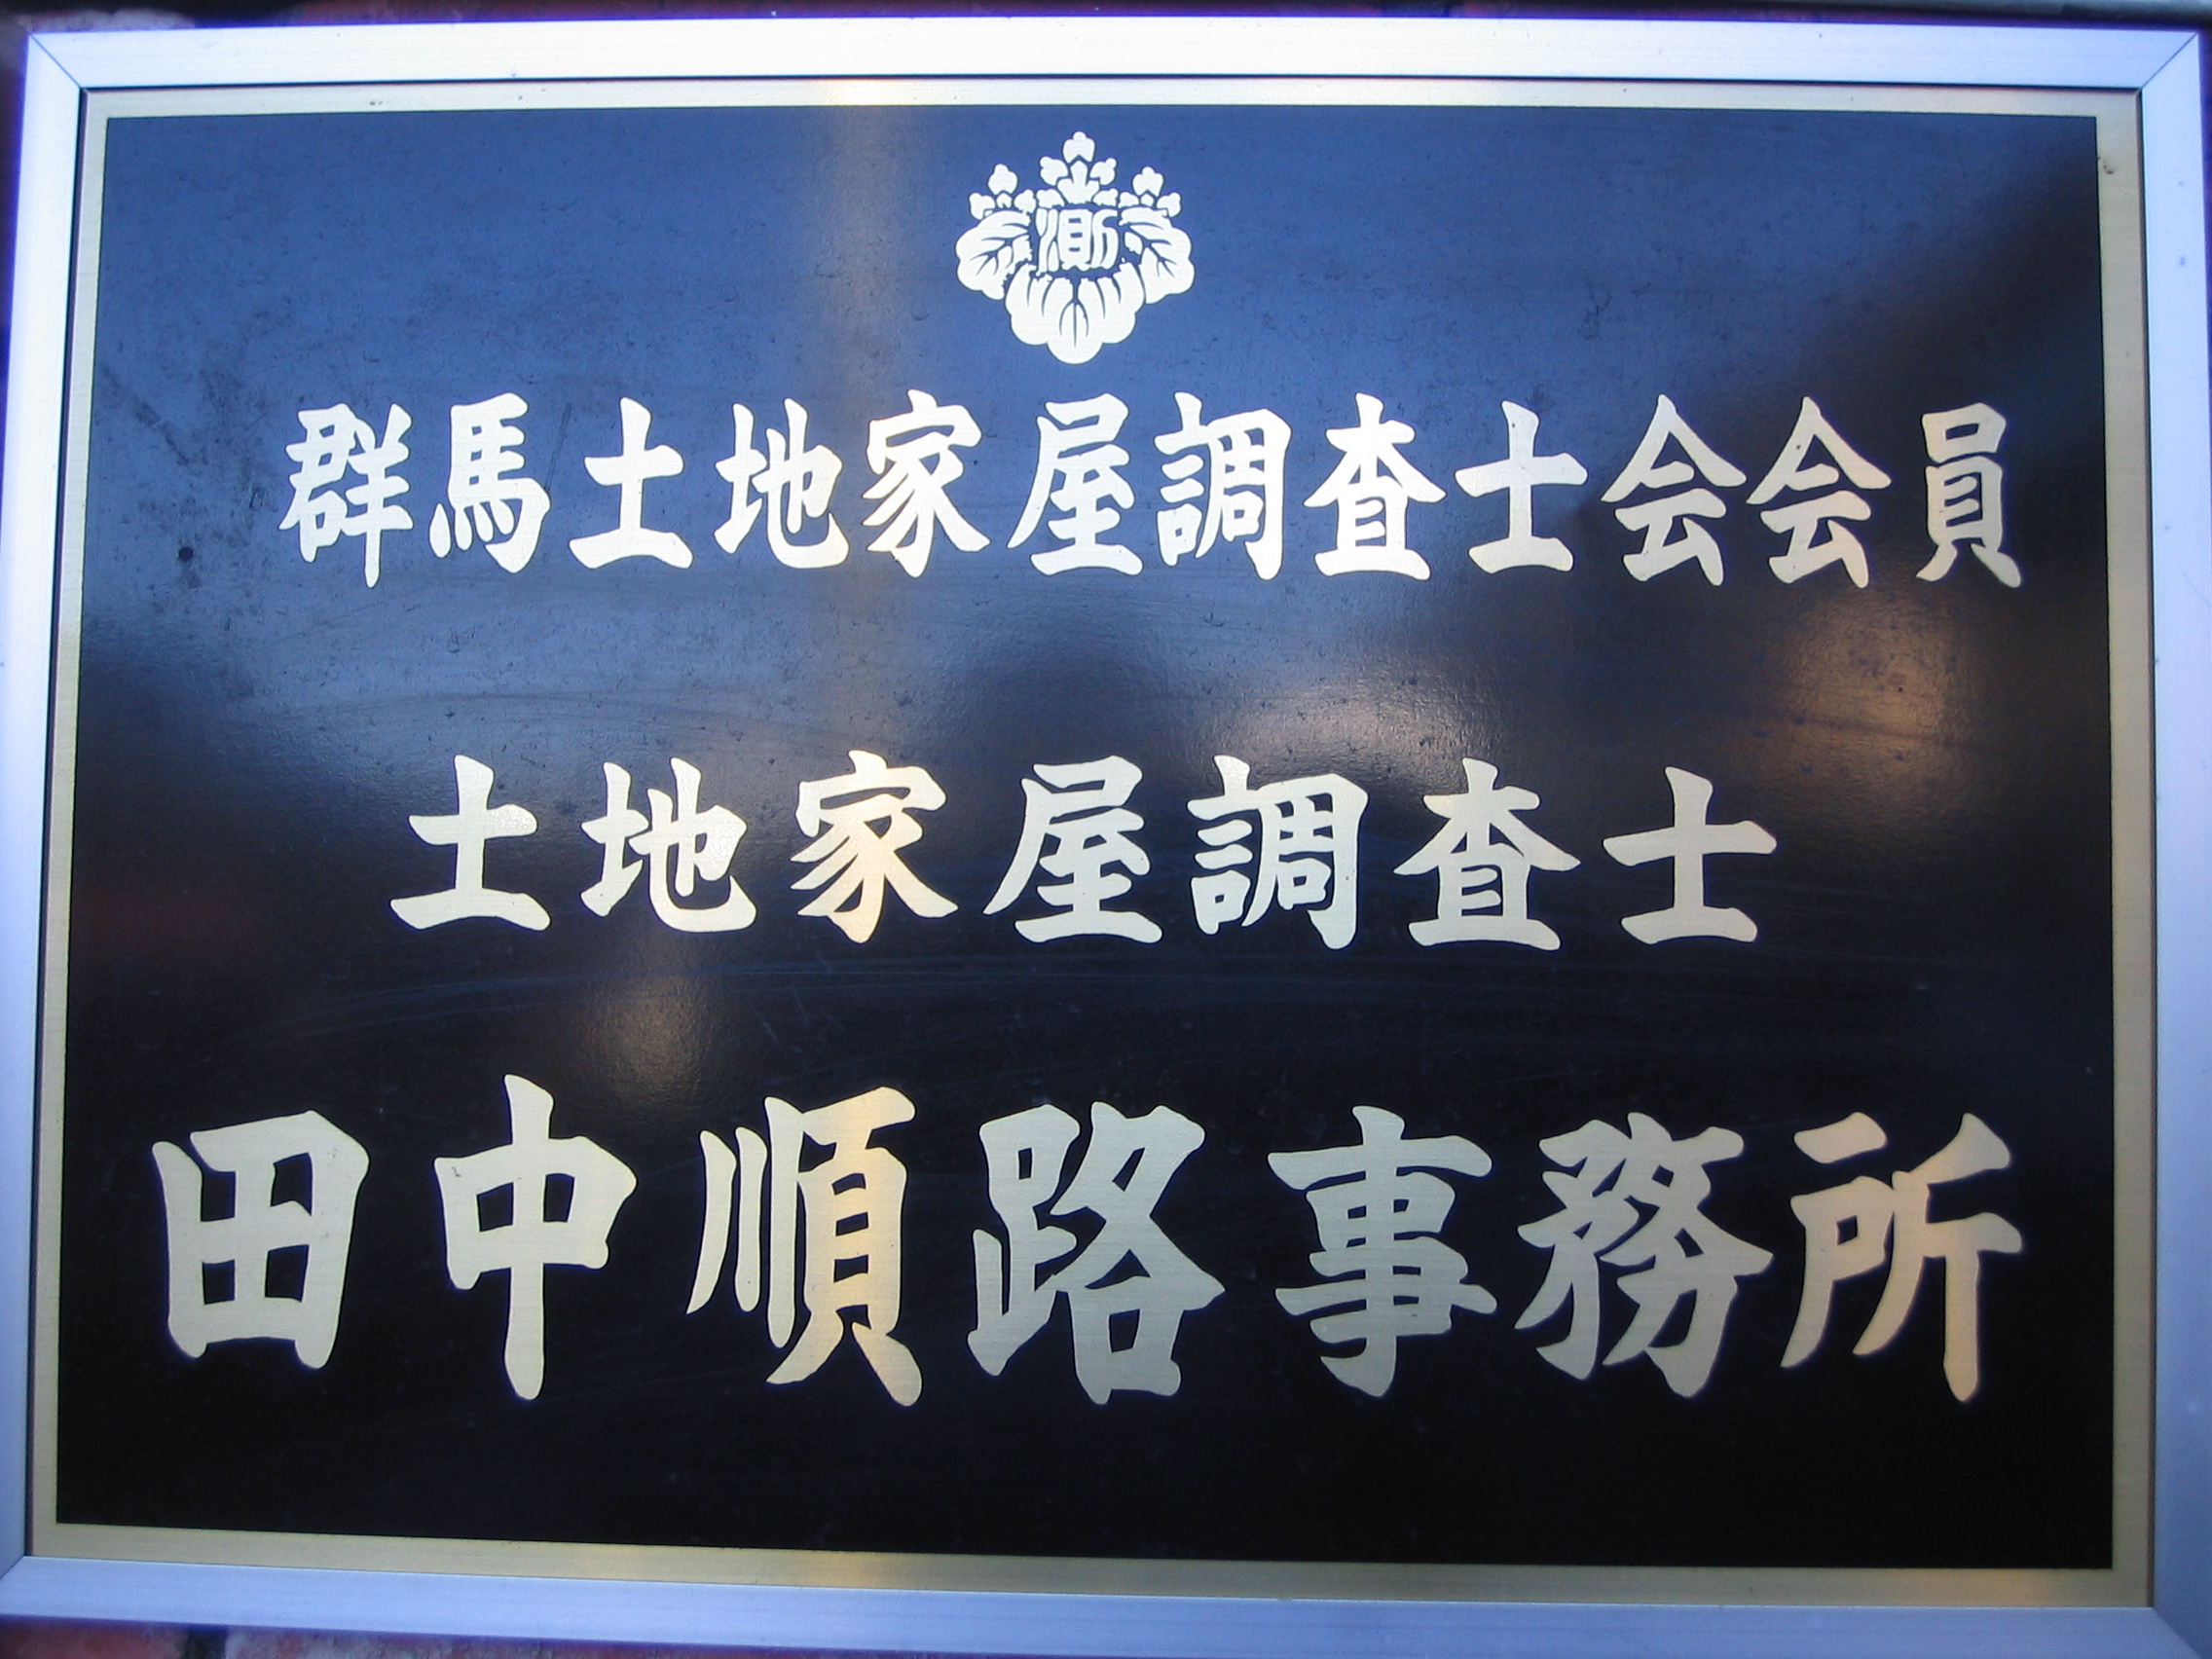 測
群馬土地家屋調査士会会員
土地家屋調査士
田中順路事務所